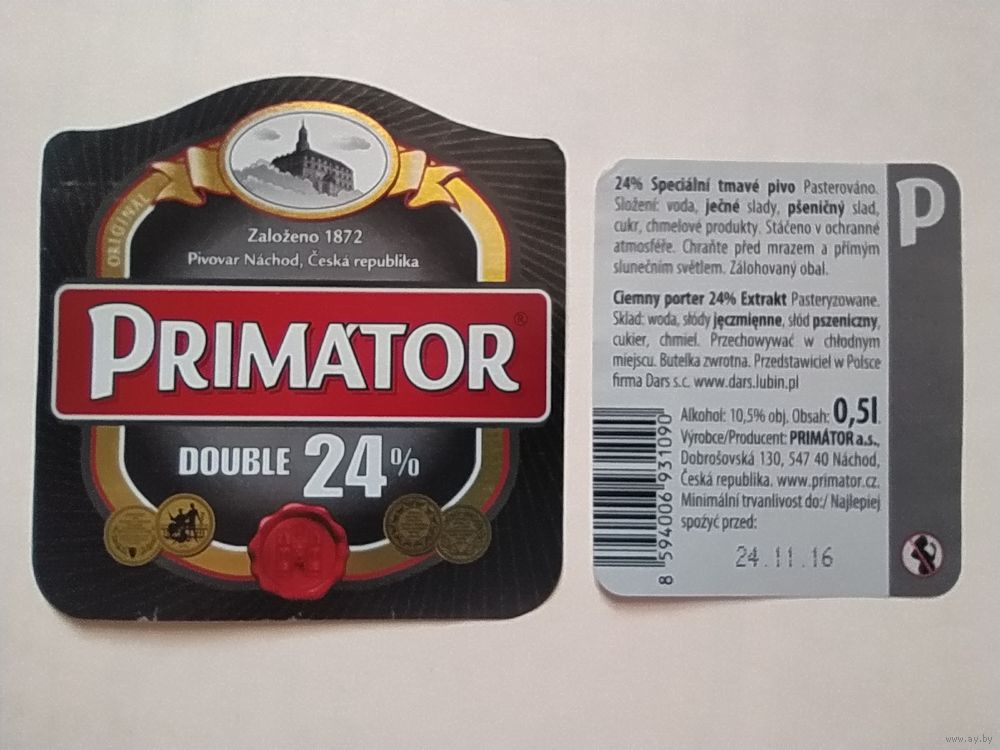 ORIGINAL
Založeno 1872
Pivovar Náchod, Česká republika
PRIMÁTOR®
DOUBLE 24%
P
24% Speciální tmavé pivo Pasterováno.
Složení: voda, ječné slady, pšeničný slad,
cukr, chmelové produkty. Stáčeno v ochranné
atmosféře. Chraňte před mrazem a přímým
slunečním světlem. Zálohovaný obal.
Ciemny porter 24% Extrakt Pasteryzowane.
Skład: woda, słody jęczmienne, słód pszeniczny,
cukier, chmiel. Przechowywać w chłodnym
miejscu. Butelka zwrotna. Przedstawiciel w Polsce
firma Dars s.c. www.dars.lubin.pl
Alkohol: 10,5% obj. Obsah: 0,5l
Výrobce/Producent: PRIMÁTOR a.s.,
Dobrošovská 130, 547 40 Náchod,
Česká republika. www.primator.cz.
Minimální trvanlivost do:/ Najlepiej
spożyć przed:
24.11.16
8 594006 931090
www.ay.by